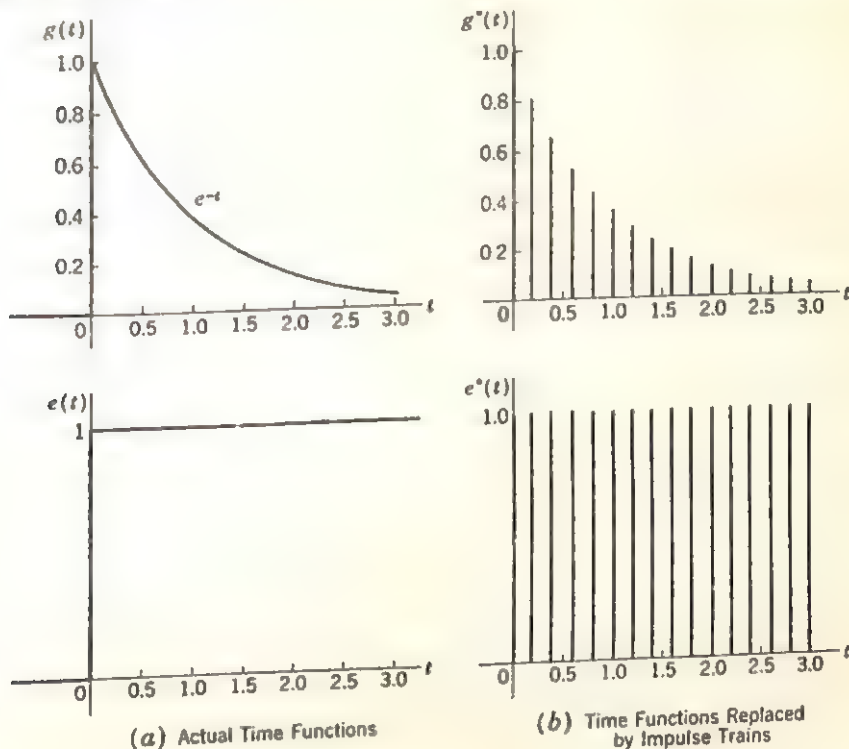 g(t)
1.0
0.8
0.6
0.4
0.2
e⁻ᵗ
0 0.5 1.0 1.5 2.0 2.5 3.0 t
g*(t)
1.0
0.8
0.6
0.4
0.2
0 0.5 1.0 1.5 2.0 2.5 3.0 t
e(t)
1
0 0.5 1.0 1.5 2.0 2.5 3.0 t
(a) Actual Time Functions
e*(t)
1.0
0 0.5 1.0 1.5 2.0 2.5 3.0 t
(b) Time Functions Replaced
by Impulse Trains